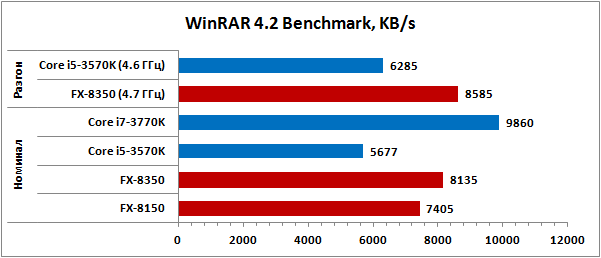 WinRAR 4.2 Benchmark, KB/s
Разгон
Core i5-3570K (4.6 ГГц)
6285
FX-8350 (4.7 ГГц)
8585
Номинал
Core i7-3770K
9860
Core i5-3570K
5677
FX-8350
8135
FX-8150
7405
0 2000 4000 6000 8000 10000 12000